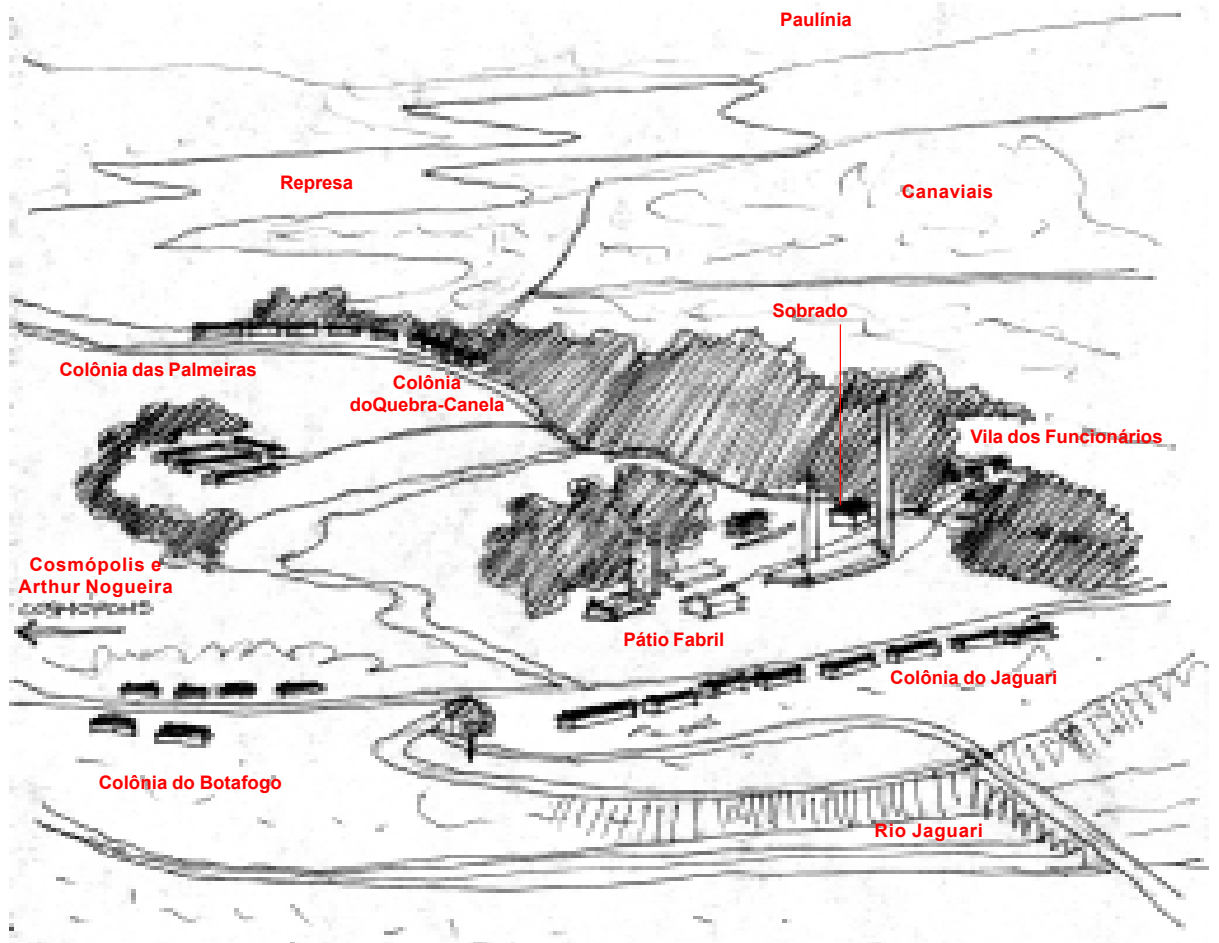 Paulínia
Represa
Canaviais
Sobrado
Colônia das Palmeiras
Colônia
doQuebra-Canela
Vila dos Funcionários
Cosmópolis e
Arthur Nogueira
COSMOPOLIS
Pátio Fabril
Colônia do Jaguari
Colônia do Botafogo
Rio Jaguari